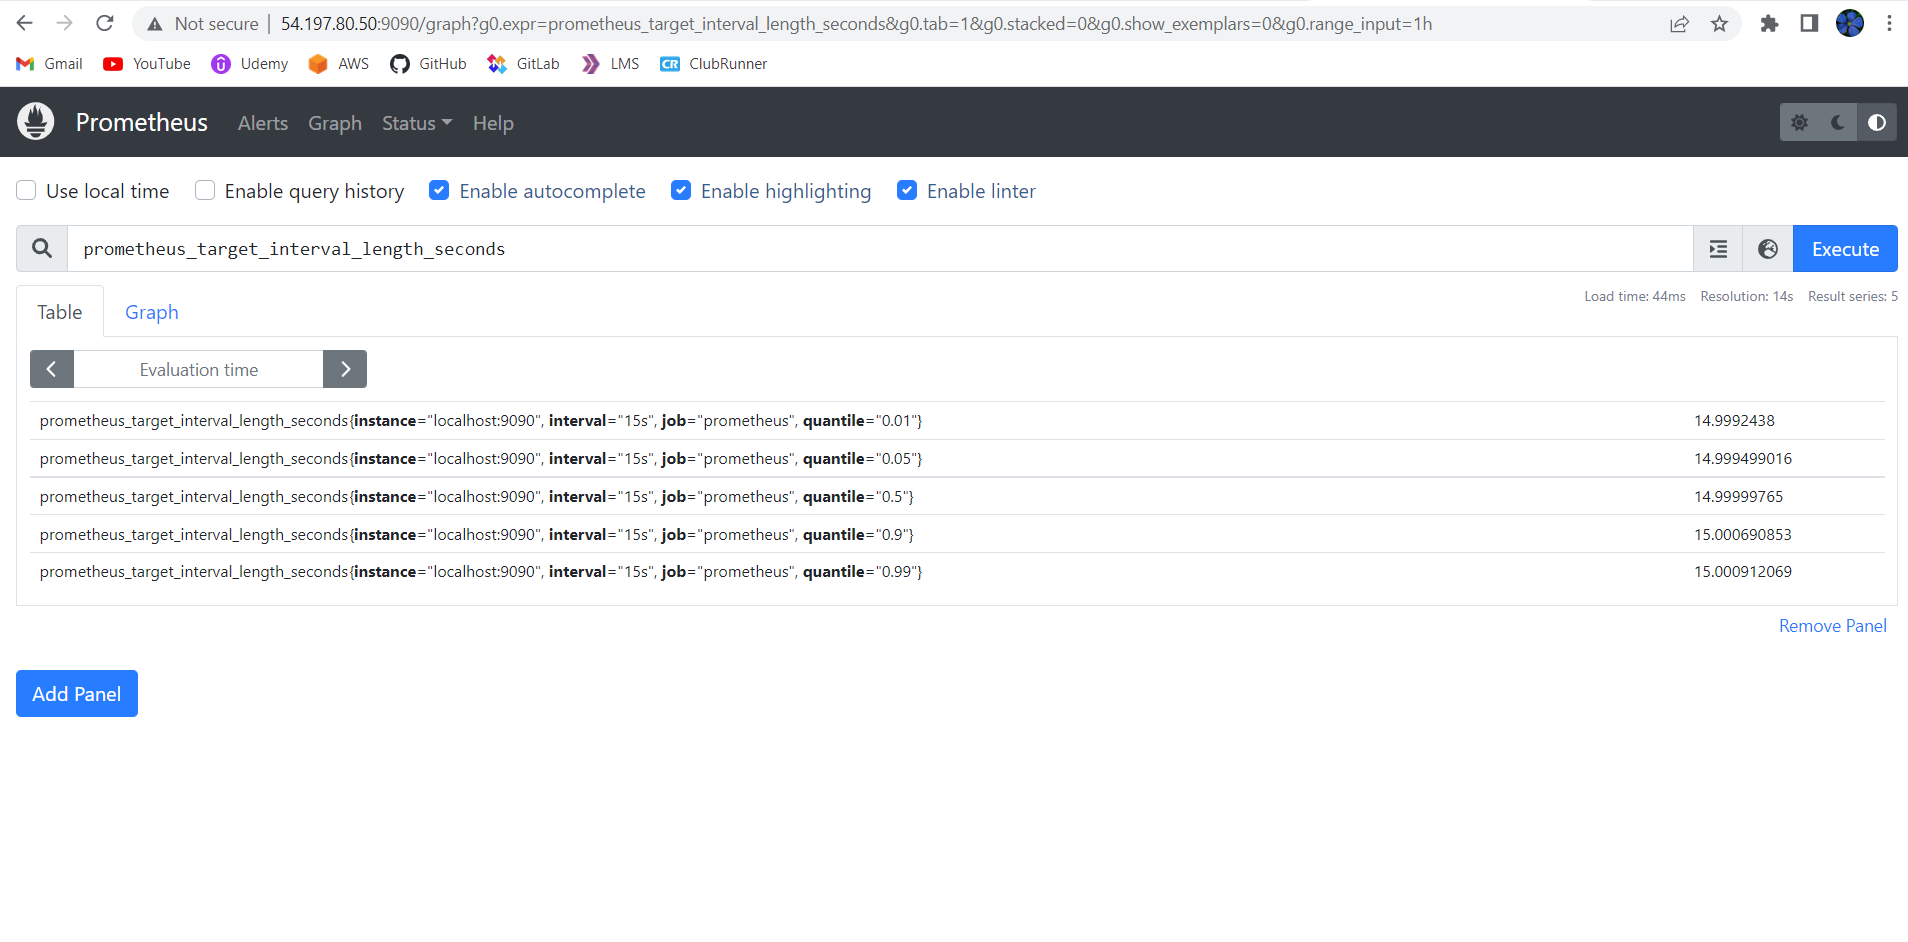 Not secure | 54.197.80.50:9090/graph?g0.expr=prometheus_target_interval_length_seconds&g0.tab=1&g0.stacked=0&g0.show_exemplars=0&g0.range_input=1h
Gmail YouTube Udemy AWS GitHub GitLab LMS CR ClubRunner
Prometheus Alerts Graph Status Help
Use local time Enable query history Enable autocomplete Enable highlighting Enable linter
prometheus_target_interval_length_seconds Execute
Table Graph Load time: 44ms Resolution: 14s Result series: 5
Evaluation time
prometheus_target_interval_length_seconds{instance="localhost:9090", interval="15s", job="prometheus", quantile="0.01"} 14.9992438
prometheus_target_interval_length_seconds{instance="localhost:9090", interval="15s", job="prometheus", quantile="0.05"} 14.999499016
prometheus_target_interval_length_seconds{instance="localhost:9090", interval="15s", job="prometheus", quantile="0.5"} 14.99999765
prometheus_target_interval_length_seconds{instance="localhost:9090", interval="15s", job="prometheus", quantile="0.9"} 15.000690853
prometheus_target_interval_length_seconds{instance="localhost:9090", interval="15s", job="prometheus", quantile="0.99"} 15.000912069
Remove Panel
Add Panel